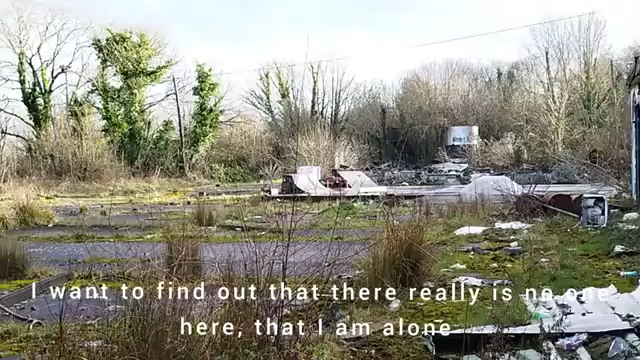 I want to find out that there really is no one
here, that I am alone